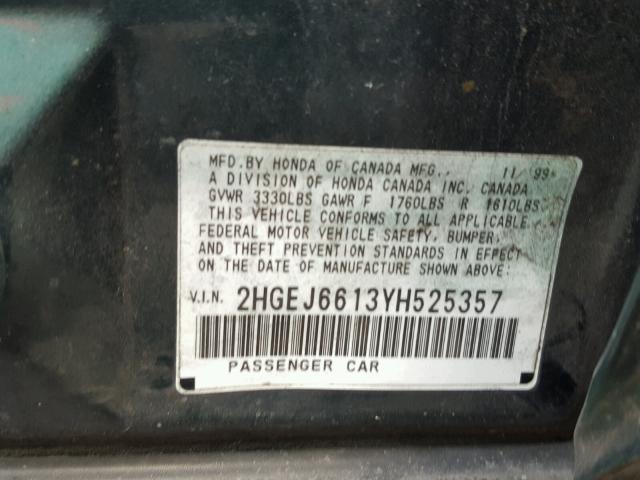 MFD. BY HONDA OF CANADA MFG., 11/99
A DIVISION OF HONDA CANADA INC. CANADA
GVWR 3330LBS GAWR F 1760LBS R 1610LBS
THIS VEHICLE CONFORMS TO ALL APPLICABLE
FEDERAL MOTOR VEHICLE SAFETY, BUMPER,
AND THEFT PREVENTION STANDARDS IN EFFECT
ON THE DATE OF MANUFACTURE SHOWN ABOVE:
V.I.N. 2HGEJ6613YH525357
PASSENGER CAR